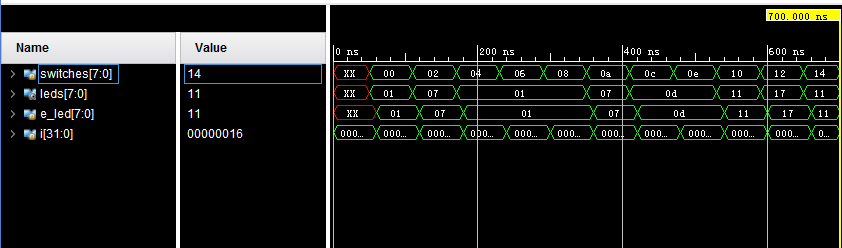 700.000 ns
Name Value
0 ns 200 ns 400 ns 600 ns
switches[7:0] 14 XX 00 02 04 06 08 0a 0c 0e 10 12 14
leds[7:0] 11 XX 01 07 01 07 0d 11 17 11
e_led[7:0] 11 XX 01 07 01 07 0d 11 17 11
i[31:0] 00000016 000... 000... 000... 000... 000... 000... 000... 000... 000... 000... 000... 0...